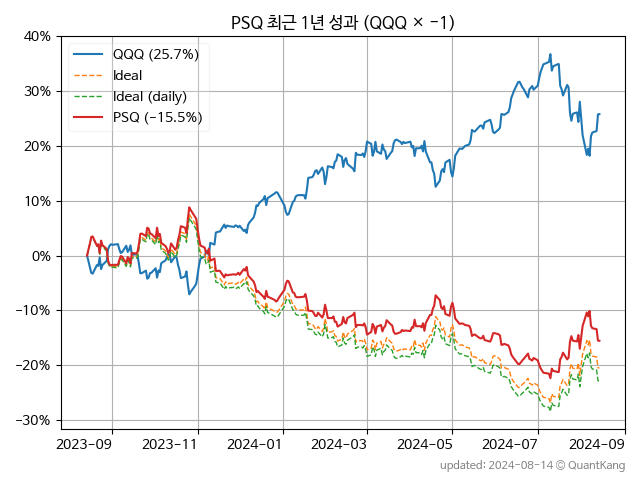 PSQ 최근 1년 성과 (QQQ × −1)
40%
30%
20%
10%
0%
−10%
−20%
−30%
QQQ (25.7%)
Ideal
Ideal (daily)
PSQ (−15.5%)
2023-09
2023-11
2024-01
2024-03
2024-05
2024-07
2024-09
updated: 2024-08-14 © QuantKang